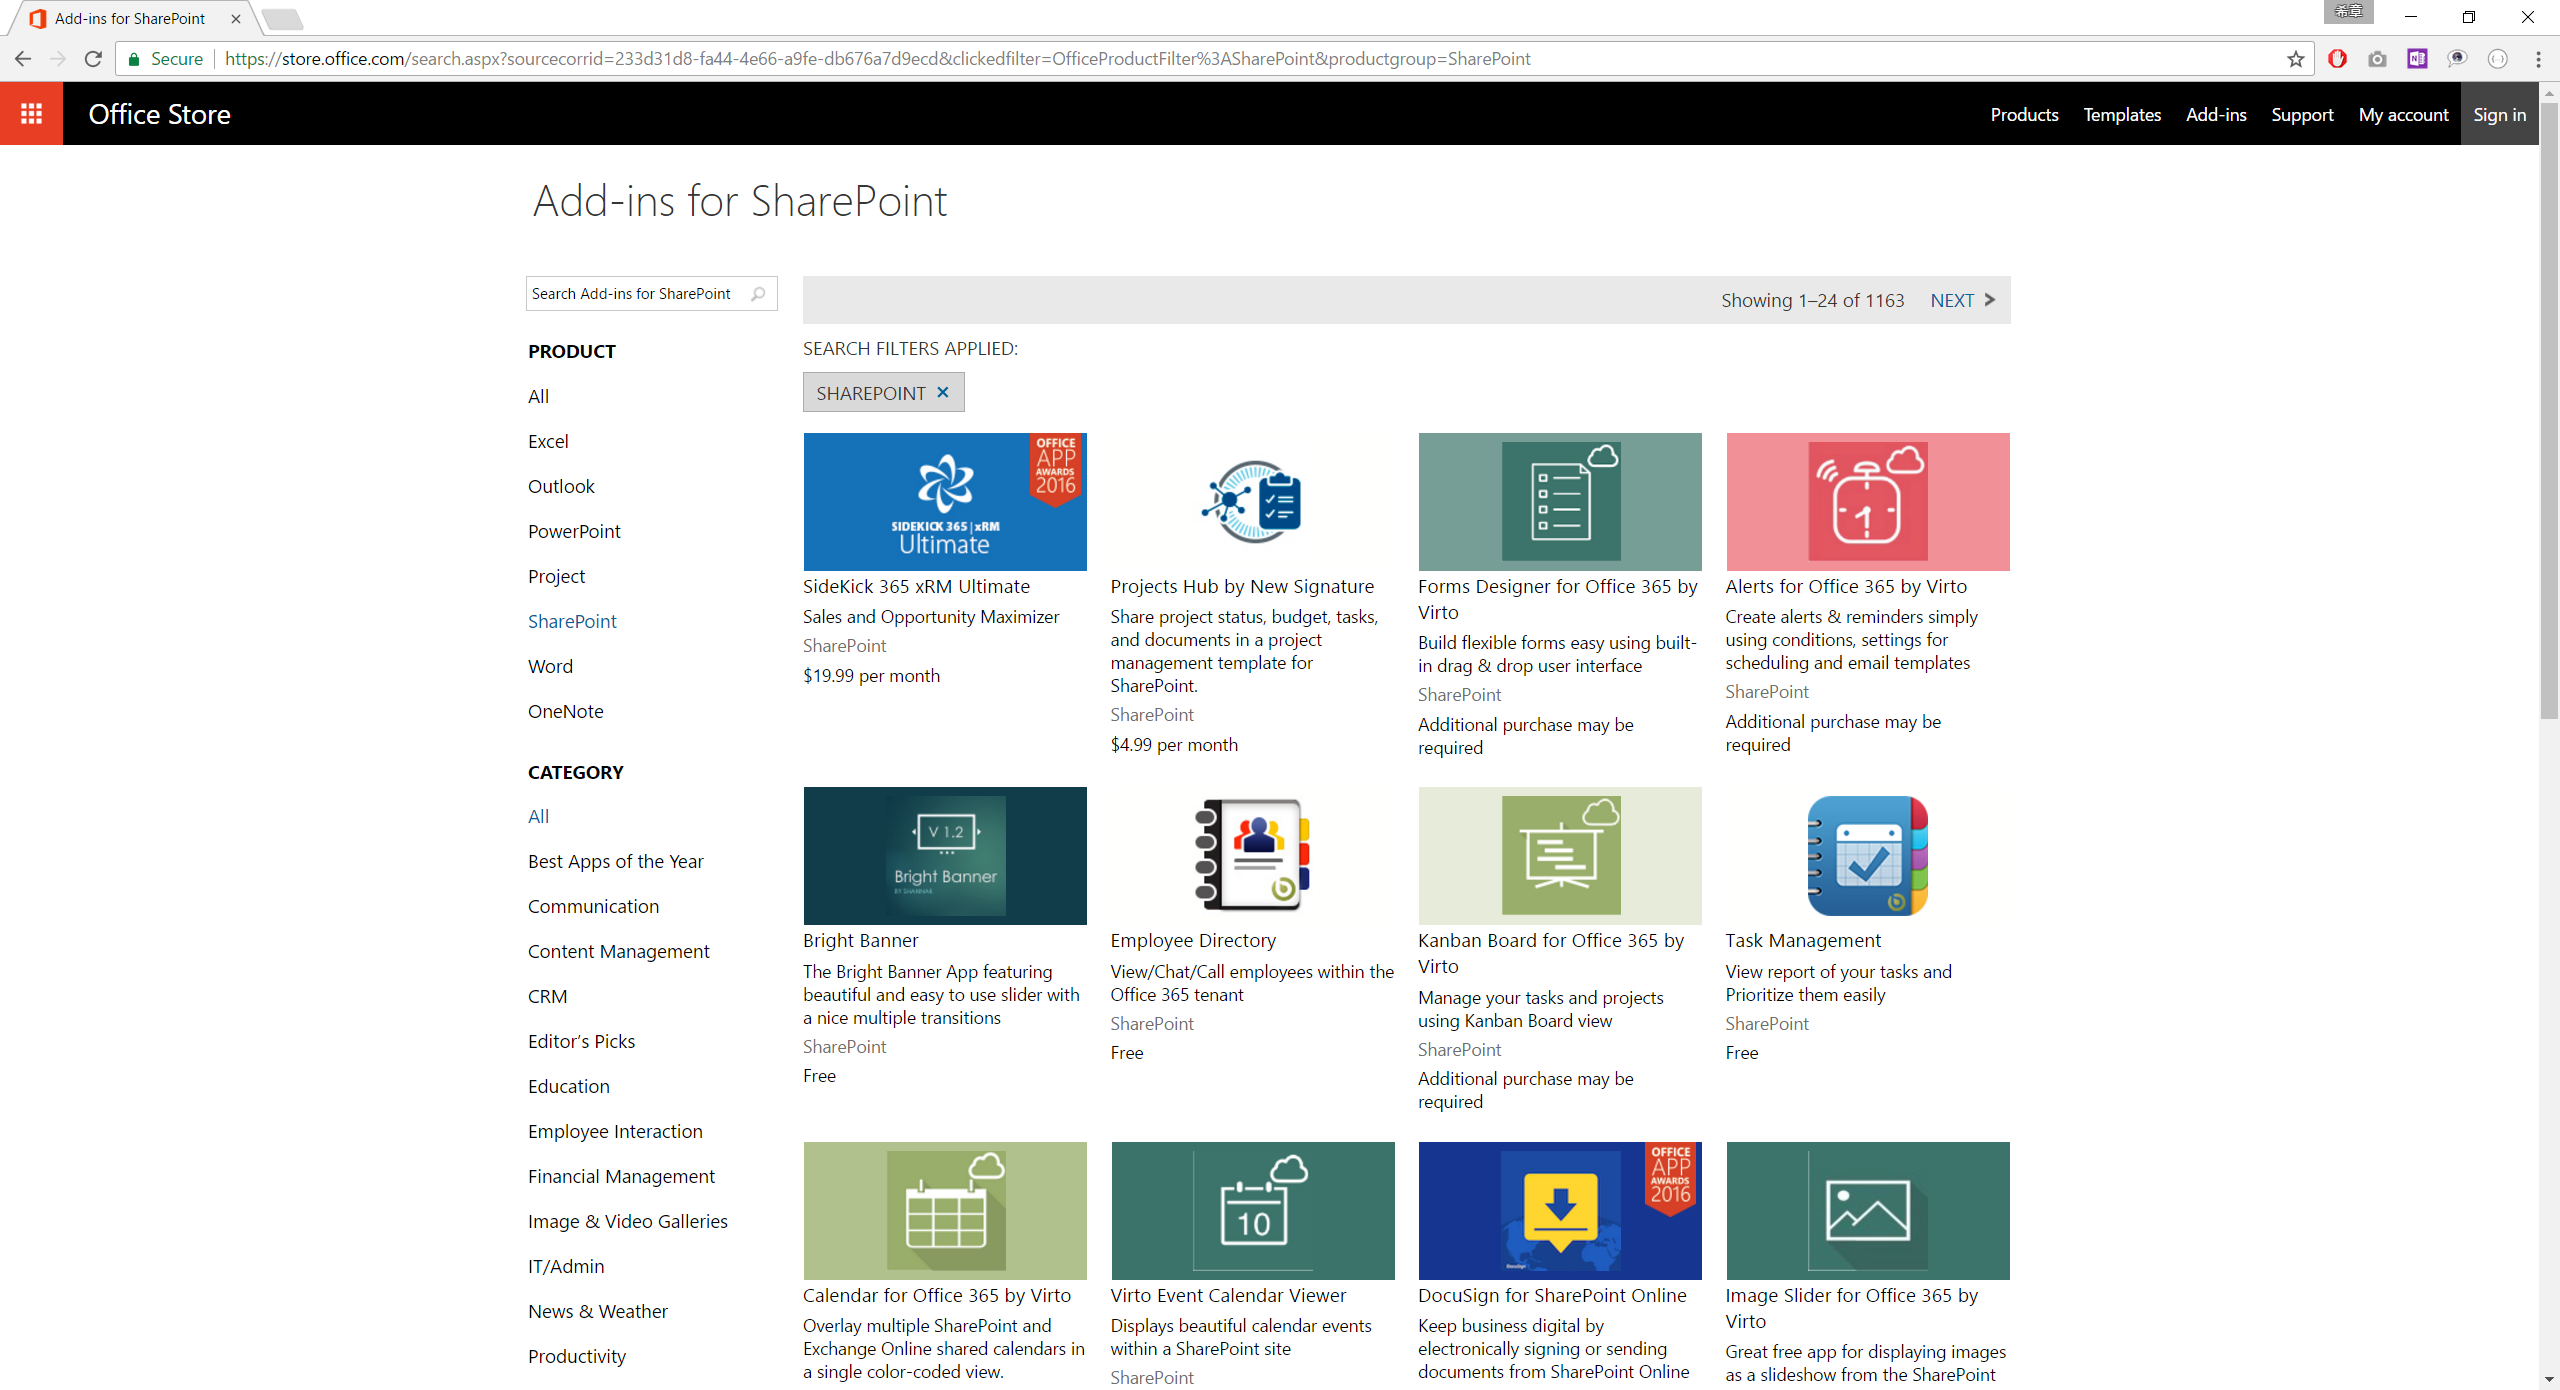 Add-ins for SharePoint
希章
Secure
https://store.office.com/search.aspx?sourcecorrid=233d31d8-fa44-4e66-a9fe-db676a7d9ecd&clickedfilter=OfficeProductFilter%3ASharePoint&productgroup=SharePoint
Office Store
Products Templates Add-ins Support My account Sign in
Add-ins for SharePoint
Search Add-ins for SharePoint
Showing 1–24 of 1163 NEXT
SEARCH FILTERS APPLIED:
SHAREPOINT
PRODUCT
All
Excel
Outlook
PowerPoint
Project
SharePoint
Word
OneNote
CATEGORY
All
Best Apps of the Year
Communication
Content Management
CRM
Editor’s Picks
Education
Employee Interaction
Financial Management
Image & Video Galleries
IT/Admin
News & Weather
Productivity
OFFICE
APP
AWARDS
2016
SIDEKICK 365 | xRM
Ultimate
SideKick 365 xRM Ultimate
Sales and Opportunity Maximizer
SharePoint
$19.99 per month
Projects Hub by New Signature
Share project status, budget, tasks,
and documents in a project
management template for
SharePoint.
SharePoint
$4.99 per month
Forms Designer for Office 365 by
Virto
Build flexible forms easy using built-
in drag & drop user interface
SharePoint
Additional purchase may be
required
Alerts for Office 365 by Virto
Create alerts & reminders simply
using conditions, settings for
scheduling and email templates
SharePoint
Additional purchase may be
required
V 1.2
Bright Banner
BY SHANNAK
Bright Banner
The Bright Banner App featuring
beautiful and easy to use slider with
a nice multiple transitions
SharePoint
Free
Employee Directory
View/Chat/Call employees within the
Office 365 tenant
SharePoint
Free
Kanban Board for Office 365 by
Virto
Manage your tasks and projects
using Kanban Board view
SharePoint
Additional purchase may be
required
Task Management
View report of your tasks and
Prioritize them easily
SharePoint
Free
Calendar for Office 365 by Virto
Overlay multiple SharePoint and
Exchange Online shared calendars in
a single color-coded view.
10
Virto Event Calendar Viewer
Displays beautiful calendar events
within a SharePoint site
SharePoint
OFFICE
APP
AWARDS
2016
DocuSign
DocuSign for SharePoint Online
Keep business digital by
electronically signing or sending
documents from SharePoint Online
Image Slider for Office 365 by
Virto
Great free app for displaying images
as a slideshow from the SharePoint